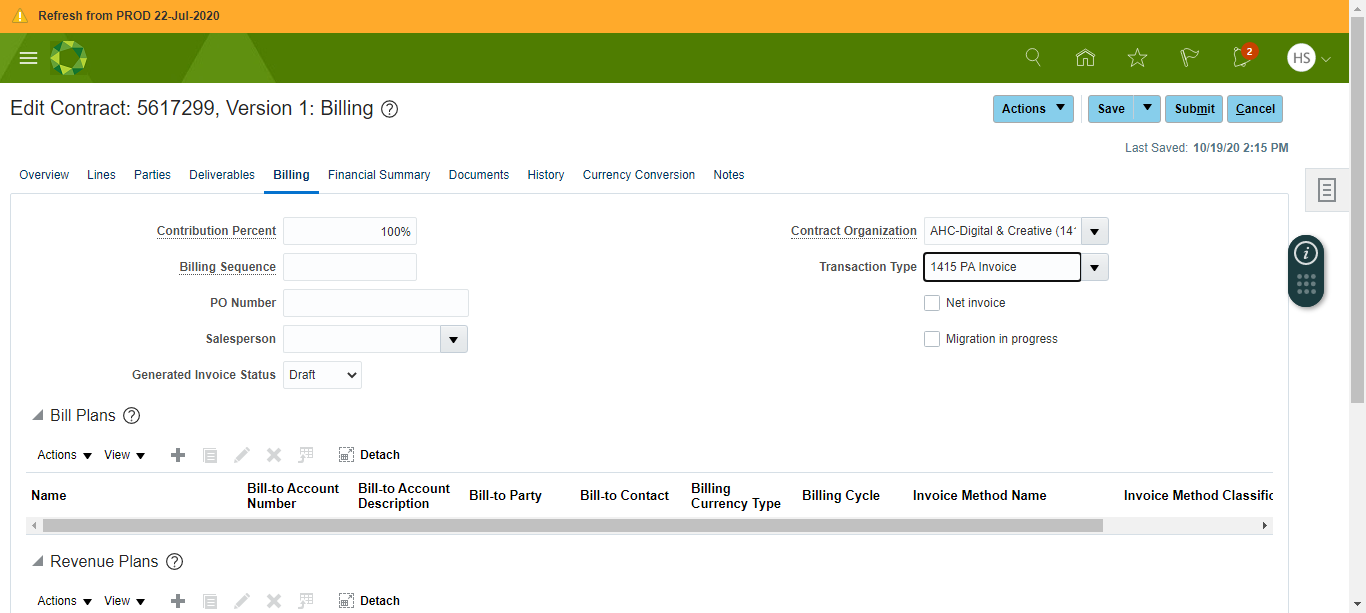 Refresh from PROD 22-Jul-2020
2
HS
Edit Contract: 5617299, Version 1: Billing ?
Actions Save Submit Cancel
Last Saved: 10/19/20 2:15 PM
Overview Lines Parties Deliverables Billing Financial Summary Documents History Currency Conversion Notes
Contribution Percent 100%
Contract Organization AHC-Digital & Creative (141
Billing Sequence
Transaction Type 1415 PA Invoice
PO Number
Net invoice
Salesperson
Migration in progress
Generated Invoice Status Draft
Bill Plans ?
Actions View Detach
Name Bill-to Account Number Bill-to Account Description Bill-to Party Bill-to Contact Billing Currency Type Billing Cycle Invoice Method Name Invoice Method Classific
Revenue Plans ?
Actions View Detach